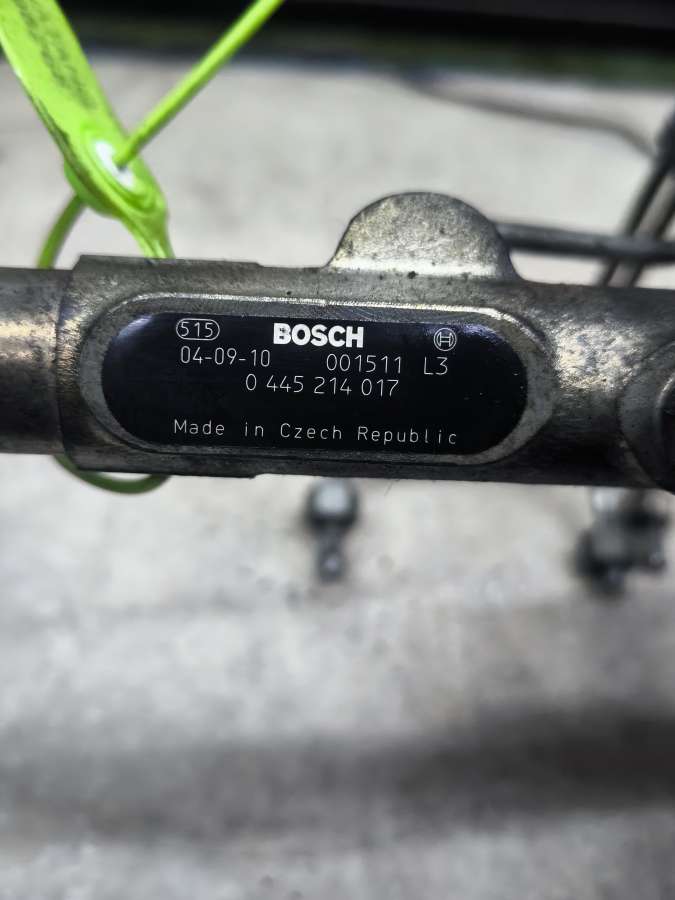 515 BOSCH
04-09-10 001511 L3
0 445 214 017
Made in Czech Republic